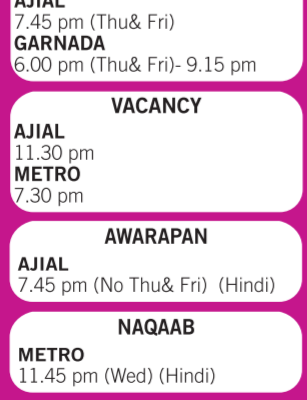 AJIAL
7.45 pm (Thu& Fri)
GARNADA
6.00 pm (Thu& Fri)- 9.15 pm
VACANCY
AJIAL
11.30 pm
METRO
7.30 pm
AWARAPAN
AJIAL
7.45 pm (No Thu& Fri)  (Hindi)
NAQAAB
METRO
11.45 pm (Wed) (Hindi)